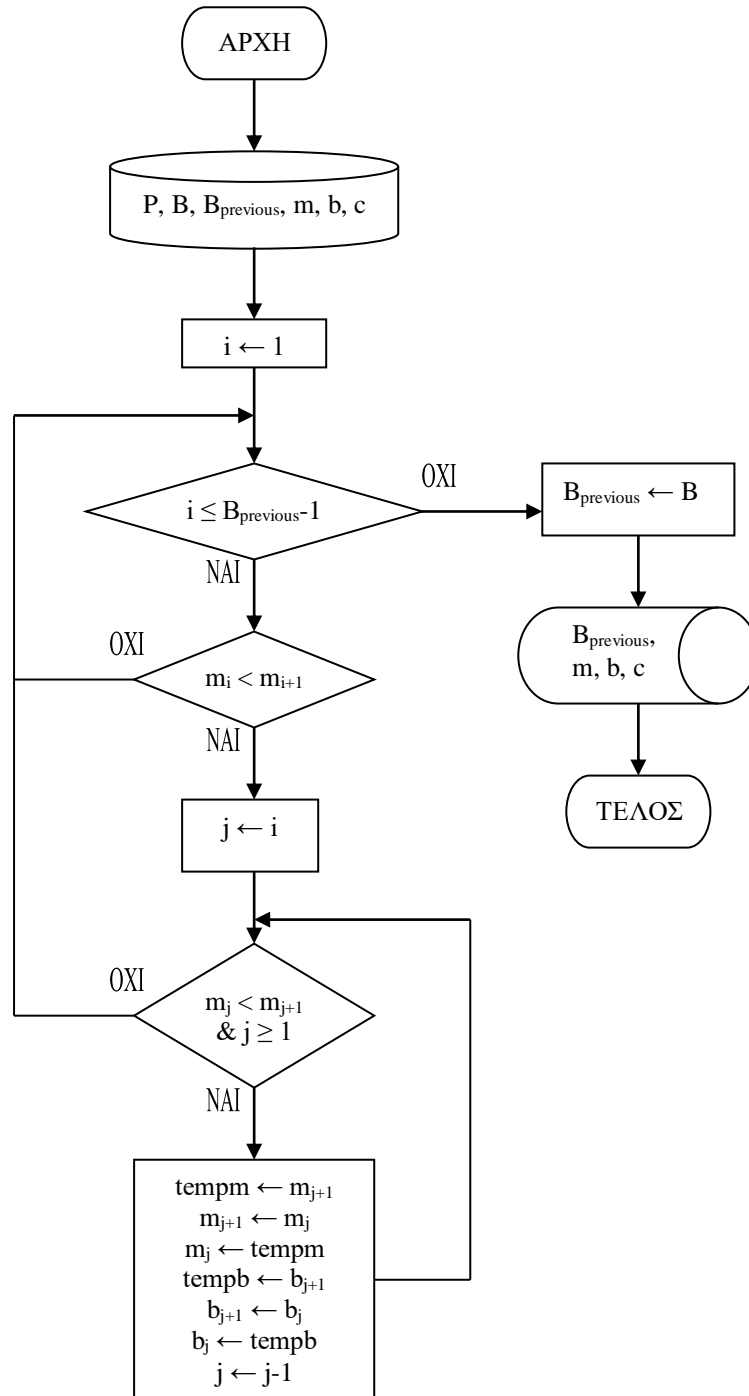 ΑΡΧΗ
P, B, Bprevious, m, b, c
i ← 1
i ≤ Bprevious-1
ΟΧΙ
Bprevious ← B
Bprevious,
m, b, c
ΤΕΛΟΣ
ΝΑΙ
ΟΧΙ
mi < mi+1
ΝΑΙ
j ← i
ΟΧΙ
mj < mj+1
& j ≥ 1
ΝΑΙ
tempm ← mj+1
mj+1 ← mj
mj ← tempm
tempb ← bj+1
bj+1 ← bj
bj ← tempb
j ← j-1